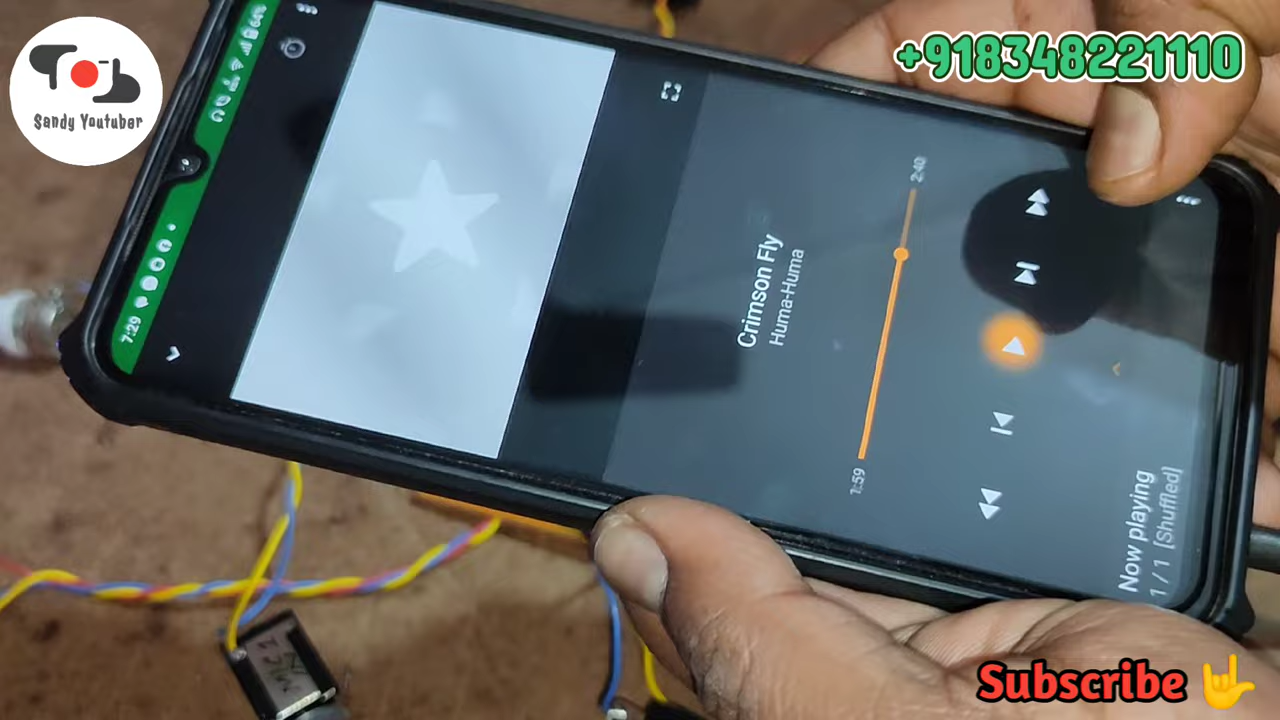 Sandy Youtuber
+918348221110
7:29
64%
Crimson Fly
Huma-Huma
1:59
2:40
Now playing
1 / 1 [Shuffled]
Subscribe